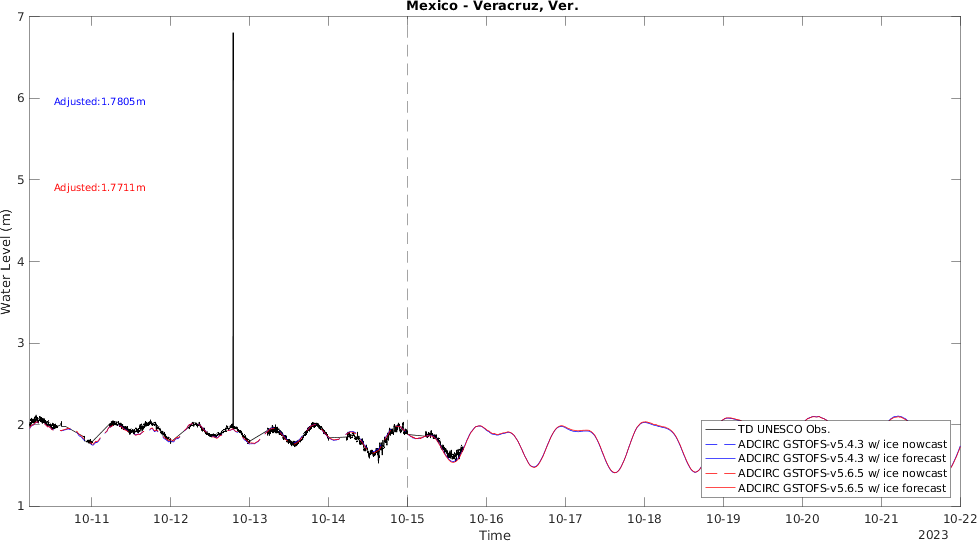 Mexico - Veracruz, Ver.
7
6
5
4
3
2
1
Water Level (m)
Adjusted:1.7805m
Adjusted:1.7711m
TD UNESCO Obs.
ADCIRC GSTOFS-v5.4.3 w/ ice nowcast
ADCIRC GSTOFS-v5.4.3 w/ ice forecast
ADCIRC GSTOFS-v5.6.5 w/ ice nowcast
ADCIRC GSTOFS-v5.6.5 w/ ice forecast
10-11 10-12 10-13 10-14 10-15 10-16 10-17 10-18 10-19 10-20 10-21 10-22
Time
2023